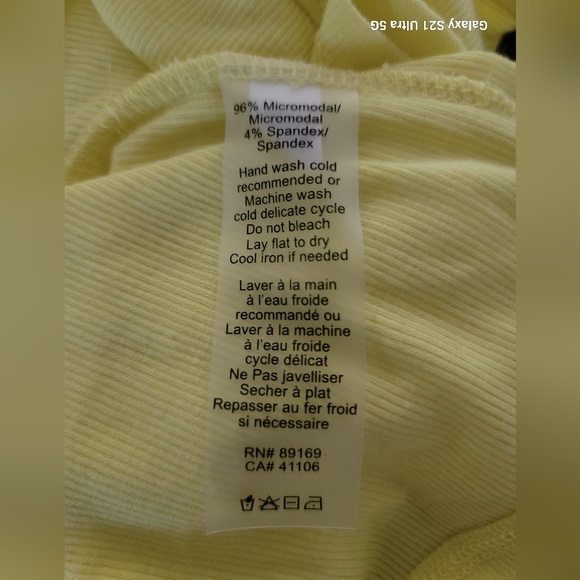 Galaxy S21 Ultra 5G
96% Micromodal/
Micromodal
4% Spandex/
Spandex
Hand wash cold
recommended or
Machine wash
cold delicate cycle
Do not bleach
Lay flat to dry
Cool iron if needed
Laver à la main
à l'eau froide
recommandé ou
Laver à la machine
à l'eau froide
cycle délicat
Ne Pas javelliser
Secher à plat
Repasser au fer froid
si nécessaire
RN# 89169
CA# 41106